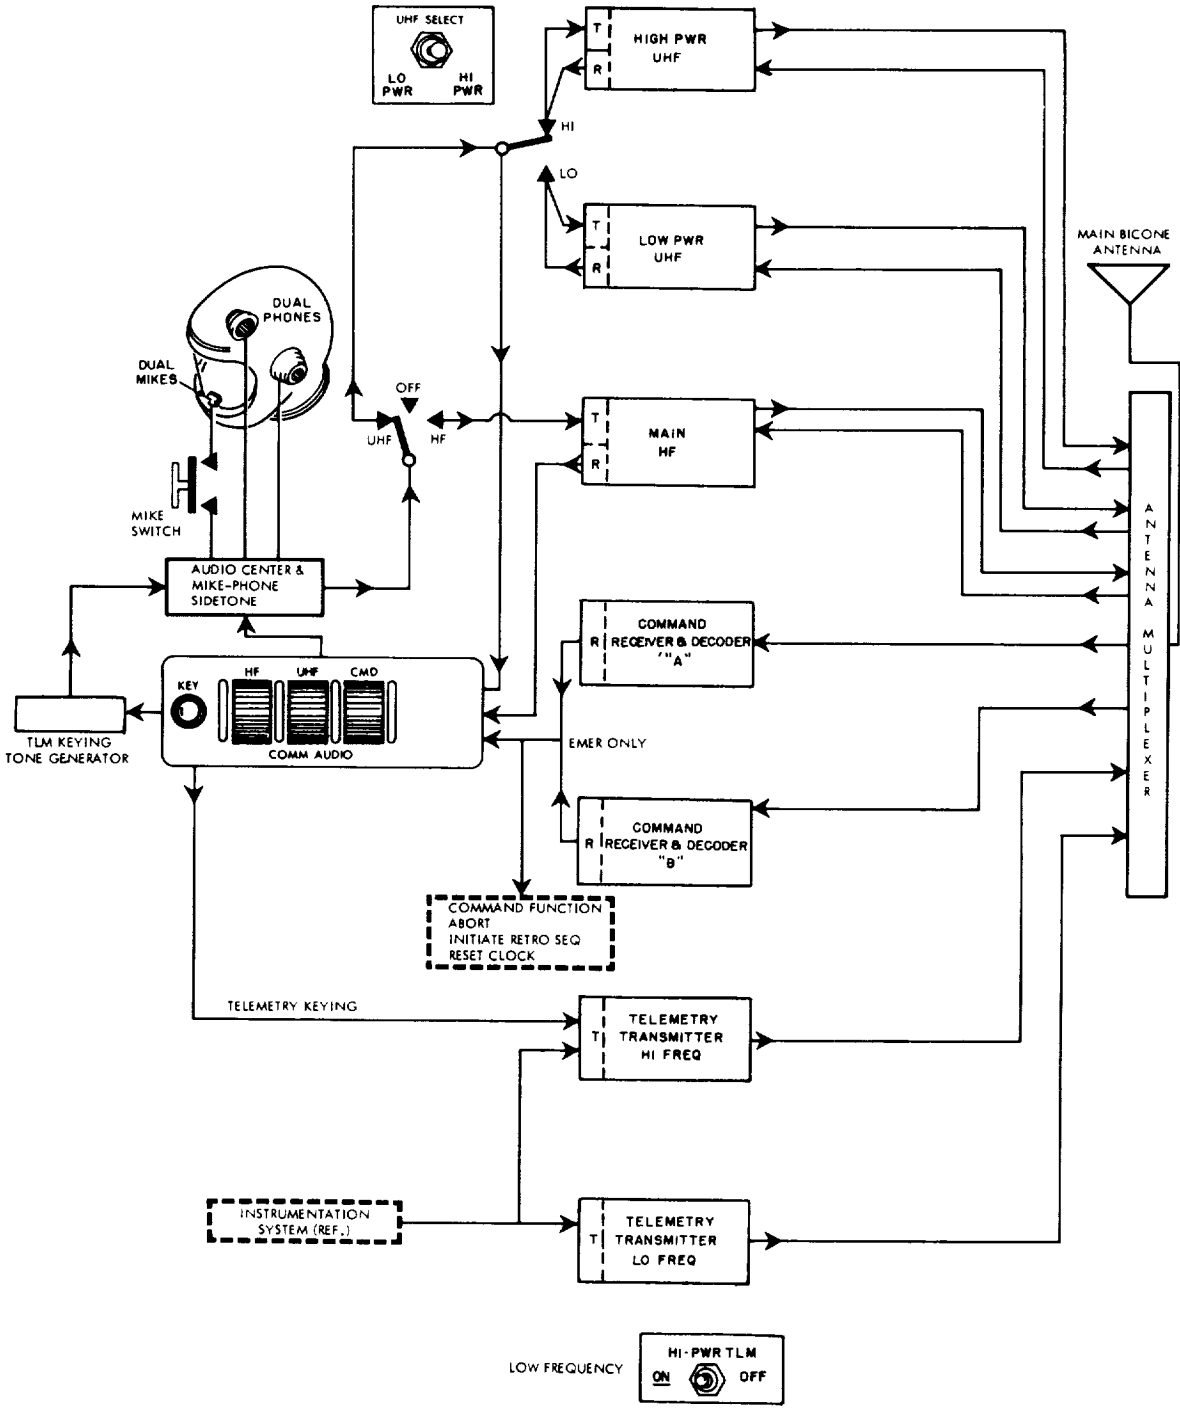 UHF SELECT
LO
PWR
HI
PWR
T
R
HIGH PWR
UHF
HI
LO
T
R
LOW PWR
UHF
MAIN BICONE
ANTENNA
DUAL
PHONES
DUAL
MIKES
OFF
UHF
HF
T
R
MAIN
HF
MIKE
SWITCH
AUDIO CENTER &
MIKE-PHONE
SIDETONE
ANTENNA MULTIPLEXER
R
COMMAND
RECEIVER & DECODER
"A"
KEY
HF
UHF
CMD
COMM AUDIO
TLM KEYING
TONE GENERATOR
EMER ONLY
R
COMMAND
RECEIVER & DECODER
"B"
COMMAND FUNCTION
ABORT
INITIATE RETRO SEQ
RESET CLOCK
TELEMETRY KEYING
T
TELEMETRY
TRANSMITTER
HI FREQ
INSTRUMENTATION
SYSTEM (REF.)
T
TELEMETRY
TRANSMITTER
LO FREQ
LOW FREQUENCY
HI-PWR TLM
ON
OFF